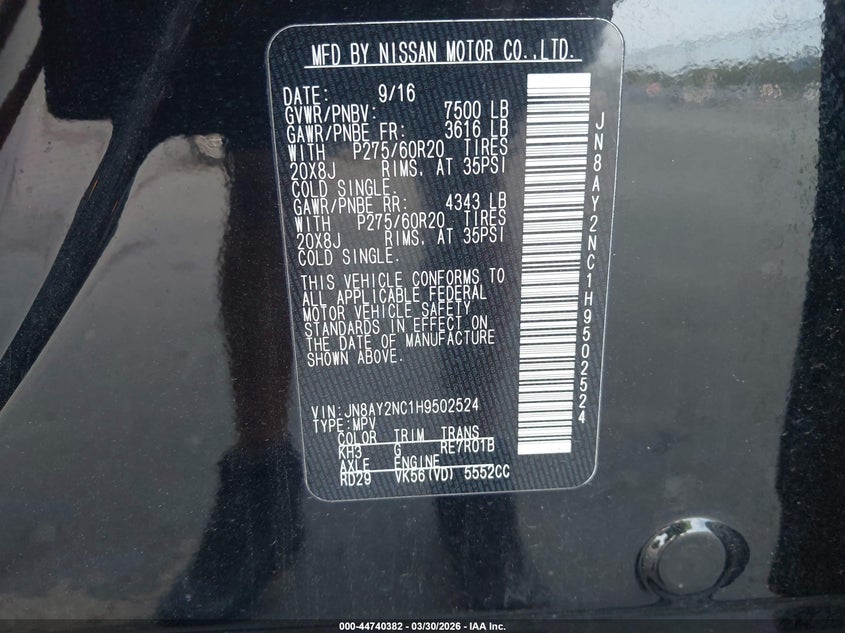 MFD BY NISSAN MOTOR CO.,LTD.
DATE: 9/16
GVWR/PNBV: 7500 LB
GAWR/PNBE FR: 3616 LB
WITH P275/60R20 TIRES
20X8J RIMS, AT 35PSI
COLD SINGLE.
GAWR/PNBE RR: 4343 LB
WITH P275/60R20 TIRES
20X8J RIMS, AT 35PSI
COLD SINGLE.
THIS VEHICLE CONFORMS TO
ALL APPLICABLE FEDERAL
MOTOR VEHICLE SAFETY
STANDARDS IN EFFECT ON
THE DATE OF MANUFACTURE
SHOWN ABOVE.
VIN:JN8AY2NC1H9502524
TYPE:MPV
COLOR TRIM TRANS
KH3 G RE7R01B
AXLE ENGINE
RD29 VK56(VD) 5552CC
JN8AY2NC1H9502524
000-44740382 - 03/30/2026 - IAA Inc.